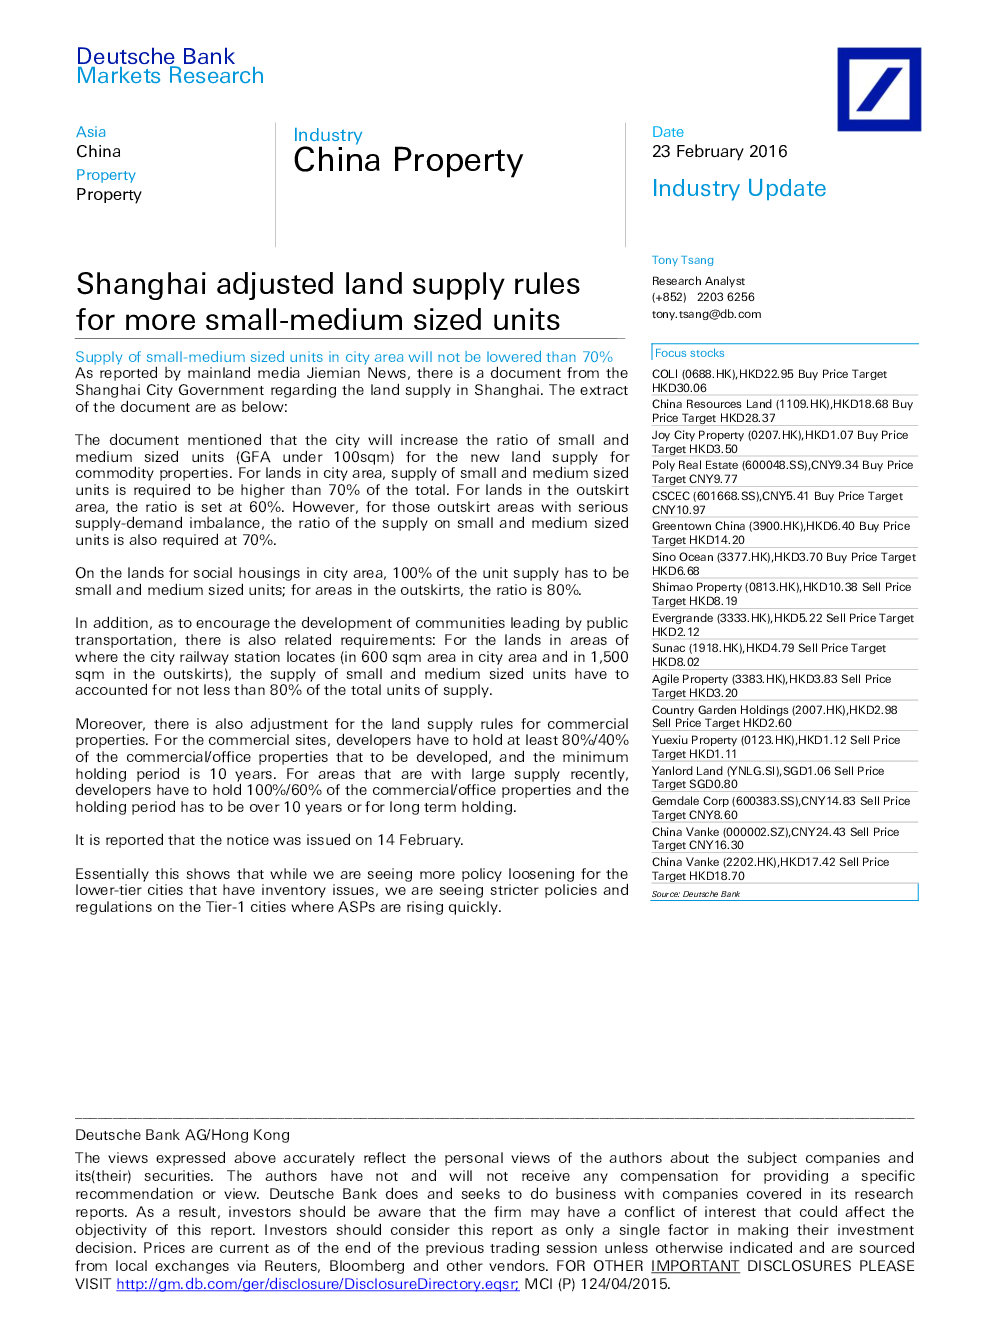 Deutsche Bank
Markets Research
Asia
China
Property
Property
Industry
China Property
Date
23 February 2016
Industry Update
Shanghai adjusted land supply rules
for more small-medium sized units
Supply of small-medium sized units in city area will not be lowered than 70%
As reported by mainland media Jiemian News, there is a document from the
Shanghai City Government regarding the land supply in Shanghai. The extract
of the document are as below:
The document mentioned that the city will increase the ratio of small and
medium sized units (GFA under 100sqm) for the new land supply for
commodity properties. For lands in city area, supply of small and medium sized
units is required to be higher than 70% of the total. For lands in the outskirt
area, the ratio is set at 60%. However, for those outskirt areas with serious
supply-demand imbalance, the ratio of the supply on small and medium sized
units is also required at 70%.
On the lands for social housings in city area, 100% of the unit supply has to be
small and medium sized units; for areas in the outskirts, the ratio is 80%.
In addition, as to encourage the development of communities leading by public
transportation, there is also related requirements: For the lands in areas of
where the city railway station locates (in 600 sqm area in city area and in 1,500
sqm in the outskirts), the supply of small and medium sized units have to
accounted for not less than 80% of the total units of supply.
Moreover, there is also adjustment for the land supply rules for commercial
properties. For the commercial sites, developers have to hold at least 80%/40%
of the commercial/office properties that to be developed, and the minimum
holding period is 10 years. For areas that are with large supply recently,
developers have to hold 100%/60% of the commercial/office properties and the
holding period has to be over 10 years or for long term holding.
It is reported that the notice was issued on 14 February.
Essentially this shows that while we are seeing more policy loosening for the
lower-tier cities that have inventory issues, we are seeing stricter policies and
regulations on the Tier-1 cities where ASPs are rising quickly.
Tony Tsang
Research Analyst
(+852) 2203 6256
tony.tsang@db.com
Focus stocks
COLI (0688.HK),HKD22.95 Buy Price Target
HKD30.06
China Resources Land (1109.HK),HKD18.68 Buy
Price Target HKD28.37
Joy City Property (0207.HK),HKD1.07 Buy Price
Target HKD3.50
Poly Real Estate (600048.SS),CNY9.34 Buy Price
Target CNY9.77
CSCEC (601668.SS),CNY5.41 Buy Price Target
CNY10.97
Greentown China (3900.HK),HKD6.40 Buy Price
Target HKD14.20
Sino Ocean (3377.HK),HKD3.70 Buy Price Target
HKD6.68
Shimao Property (0813.HK),HKD10.38 Sell Price
Target HKD8.19
Evergrande (3333.HK),HKD5.22 Sell Price Target
HKD2.12
Sunac (1918.HK),HKD4.79 Sell Price Target
HKD8.02
Agile Property (3383.HK),HKD3.83 Sell Price
Target HKD3.20
Country Garden Holdings (2007.HK),HKD2.98
Sell Price Target HKD2.60
Yuexiu Property (0123.HK),HKD1.12 Sell Price
Target HKD1.11
Yanlord Land (YNLG.SI),SGD1.06 Sell Price
Target SGD0.80
Gemdale Corp (600383.SS),CNY14.83 Sell Price
Target CNY8.60
China Vanke (000002.SZ),CNY24.43 Sell Price
Target CNY16.30
China Vanke (2202.HK),HKD17.42 Sell Price
Target HKD18.70
Source: Deutsche Bank
Deutsche Bank AG/Hong Kong
The views expressed above accurately reflect the personal views of the authors about the subject companies and
its(their) securities. The authors have not and will not receive any compensation for providing a specific
recommendation or view. Deutsche Bank does and seeks to do business with companies covered in its research
reports. As a result, investors should be aware that the firm may have a conflict of interest that could affect the
objectivity of this report. Investors should consider this report as only a single factor in making their investment
decision. Prices are current as of the end of the previous trading session unless otherwise indicated and are sourced
from local exchanges via Reuters, Bloomberg and other vendors. FOR OTHER IMPORTANT DISCLOSURES PLEASE
VISIT http://gm.db.com/ger/disclosure/DisclosureDirectory.eqsr; MCI (P) 124/04/2015.